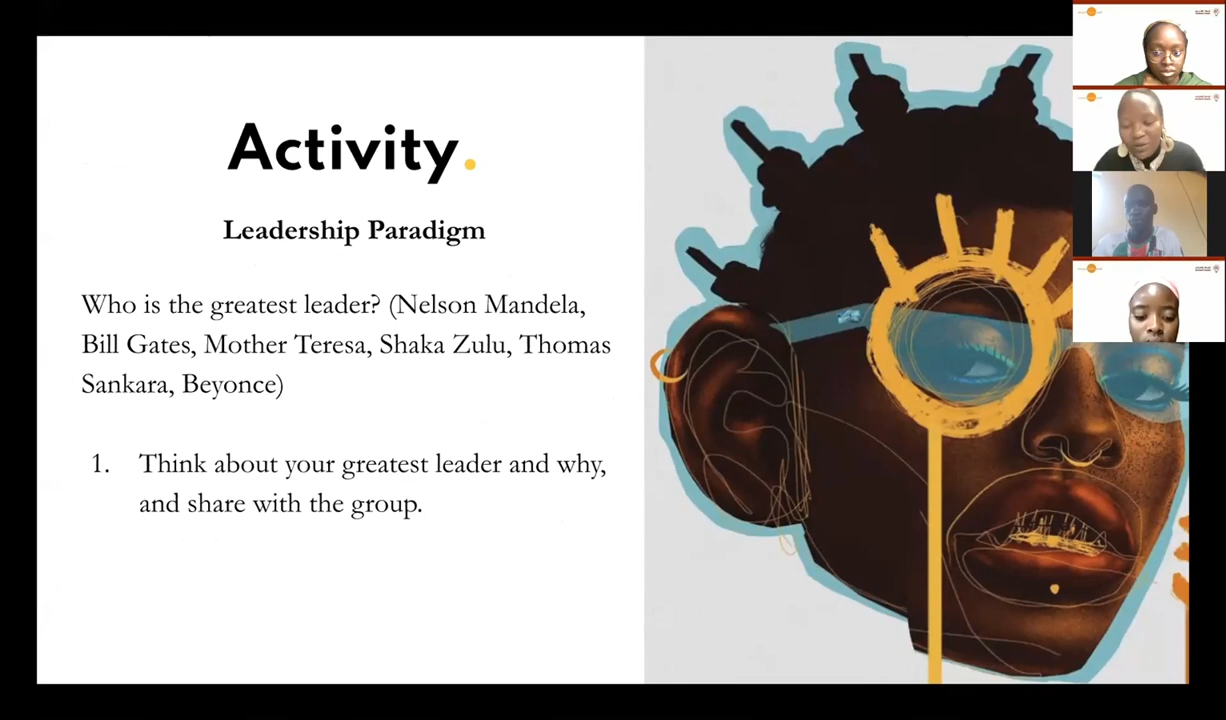 Activity.
Leadership Paradigm
Who is the greatest leader? (Nelson Mandela,
Bill Gates, Mother Teresa, Shaka Zulu, Thomas
Sankara, Beyonce)
1. Think about your greatest leader and why,
and share with the group.